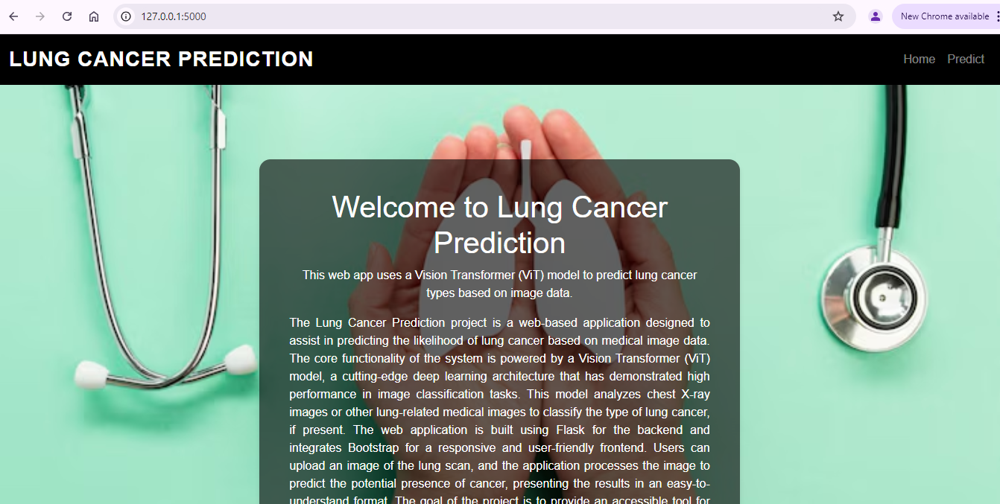 127.0.0.1:5000
New Chrome available
LUNG CANCER PREDICTION
Home Predict
Welcome to Lung Cancer
Prediction
This web app uses a Vision Transformer (ViT) model to predict lung cancer
types based on image data.
The Lung Cancer Prediction project is a web-based application designed to
assist in predicting the likelihood of lung cancer based on medical image data.
The core functionality of the system is powered by a Vision Transformer (ViT)
model, a cutting-edge deep learning architecture that has demonstrated high
performance in image classification tasks. This model analyzes chest X-ray
images or other lung-related medical images to classify the type of lung cancer,
if present. The web application is built using Flask for the backend and
integrates Bootstrap for a responsive and user-friendly frontend. Users can
upload an image of the lung scan, and the application processes the image to
predict the potential presence of cancer, presenting the results in an easy-to-
understand format. The goal of the project is to provide an accessible tool for